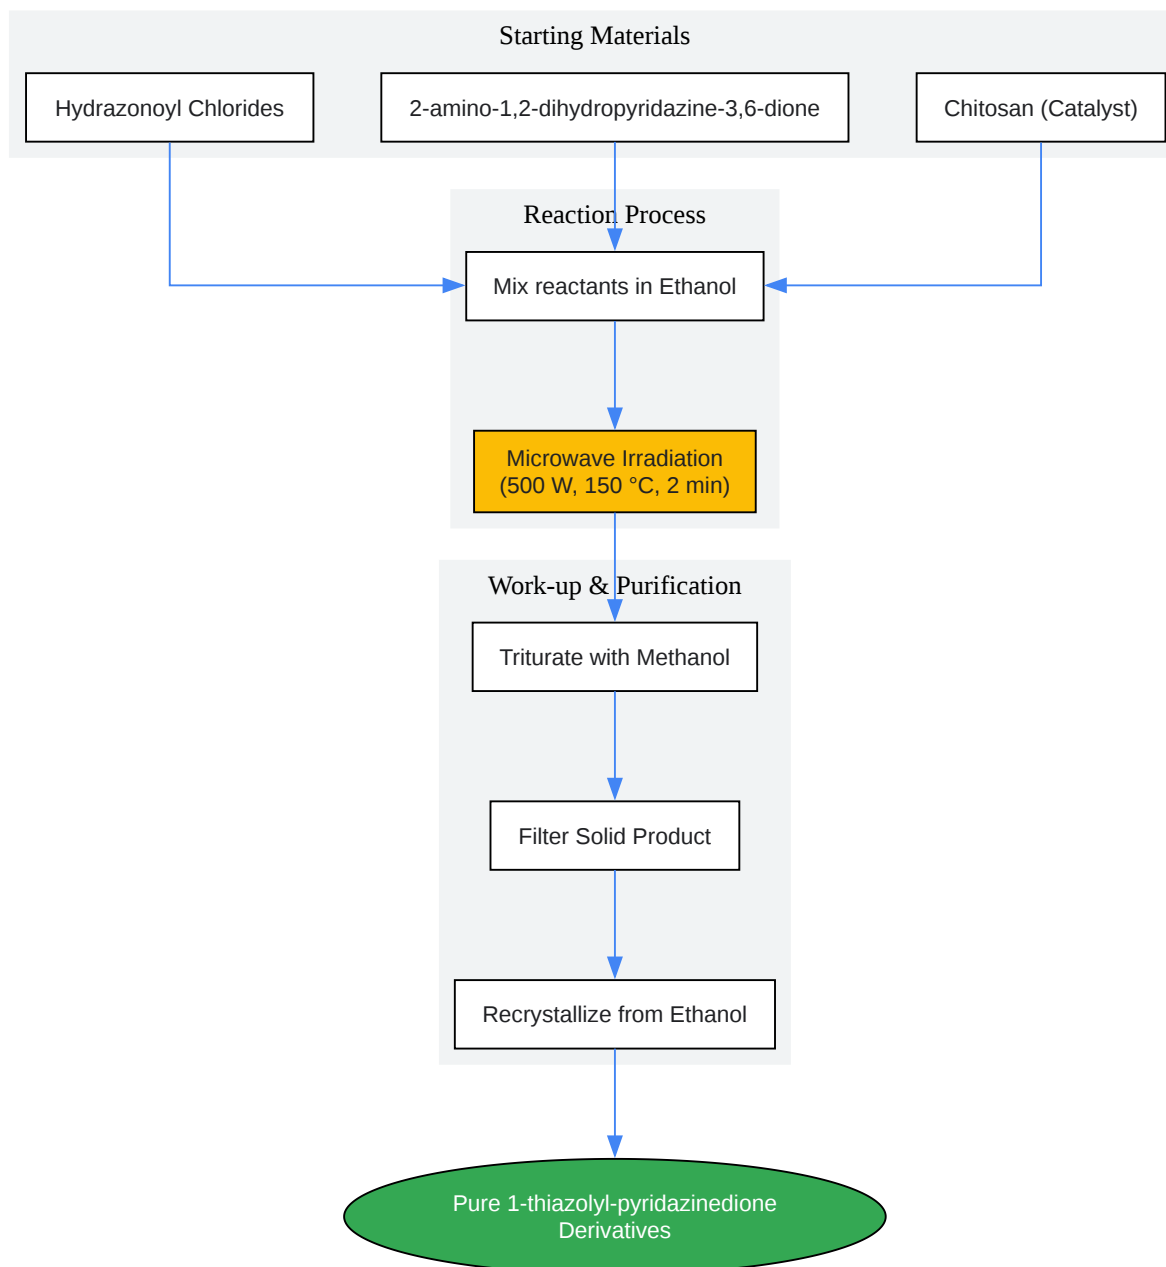 Starting Materials
Hydrazonoyl Chlorides
2-amino-1,2-dihydropyridazine-3,6-dione
Chitosan (Catalyst)
Reaction Process
Mix reactants in Ethanol
Microwave Irradiation
(500 W, 150 °C, 2 min)
Work-up & Purification
Triturate with Methanol
Filter Solid Product
Recrystallize from Ethanol
Pure 1-thiazolyl-pyridazinedione
Derivatives